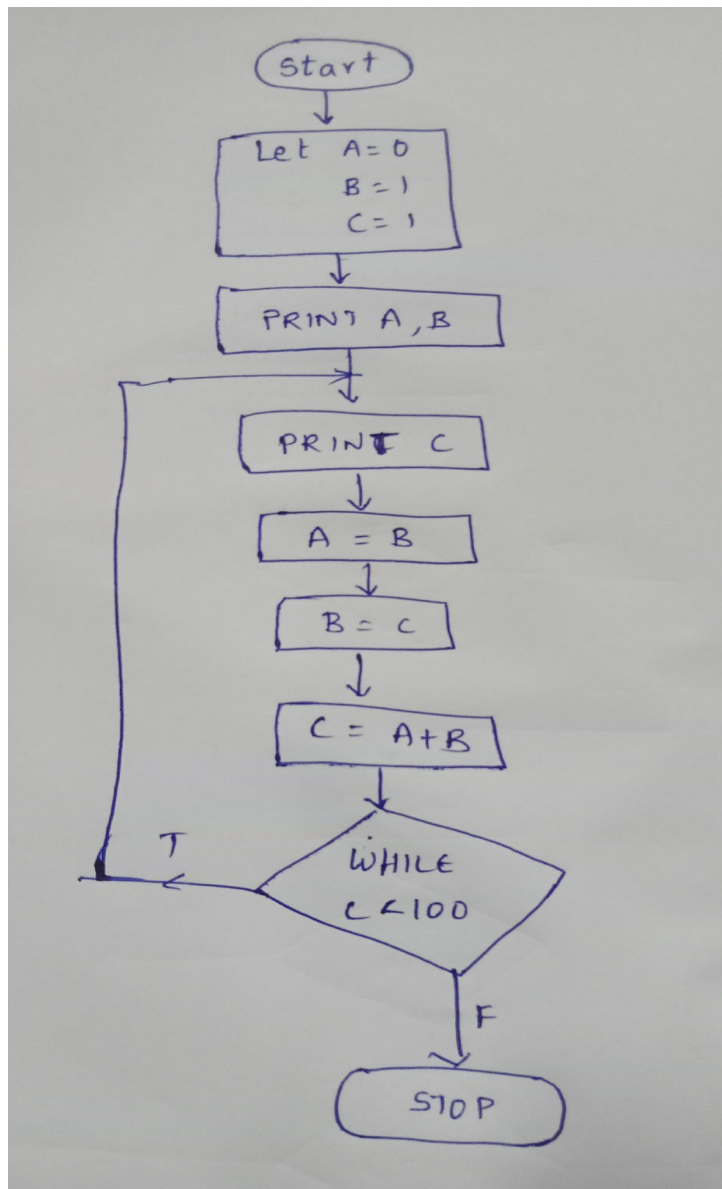 Start
Let A=0
B=1
C=1
PRINT A,B
PRINT C
A = B
B = C
C = A+B
WHILE
C<100
T
F
STOP